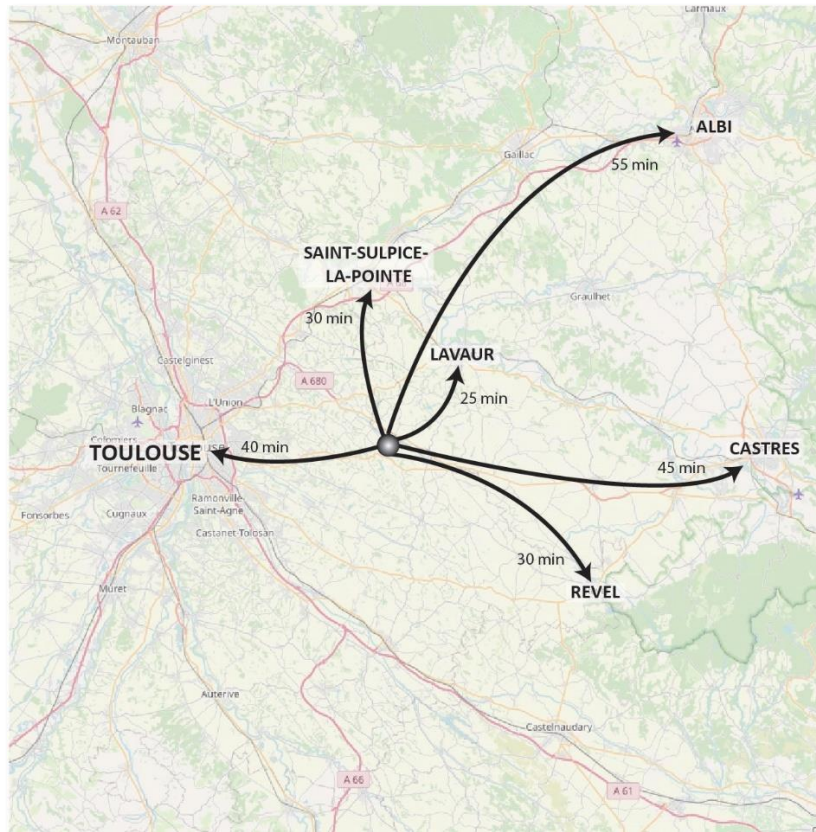 Carmaux
Montauban
ALBI
Gaillac
55 min
A 62
SAINT-SULPICE-
LA-POINTE
Graulhet
30 min
LAVAUR
Castelginest
A 680
25 min
L'Union
Blagnac
Colomiers
TOULOUSE
40 min
CASTRES
45 min
Tournefeuille
Ramonville-
Saint-Agne
Cugnaux
Fonsorbes
Castanet-Tolosan
30 min
REVEL
Muret
Auterive
Castelnaudary
A 66
A 61